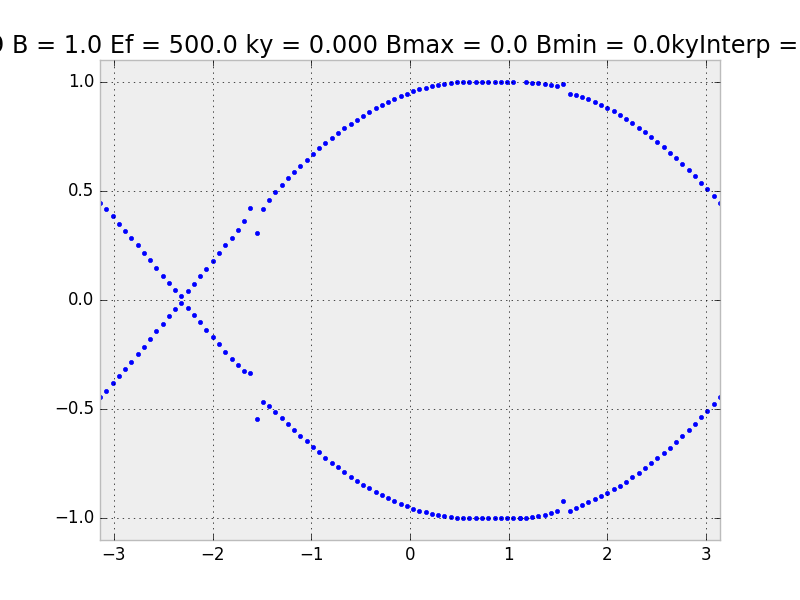 B = 1.0 Ef = 500.0 ky = 0.000 Bmax = 0.0 Bmin = 0.0kyInterp =
1.0
0.5
0.0
−0.5
−1.0
−3 −2 −1 0 1 2 3